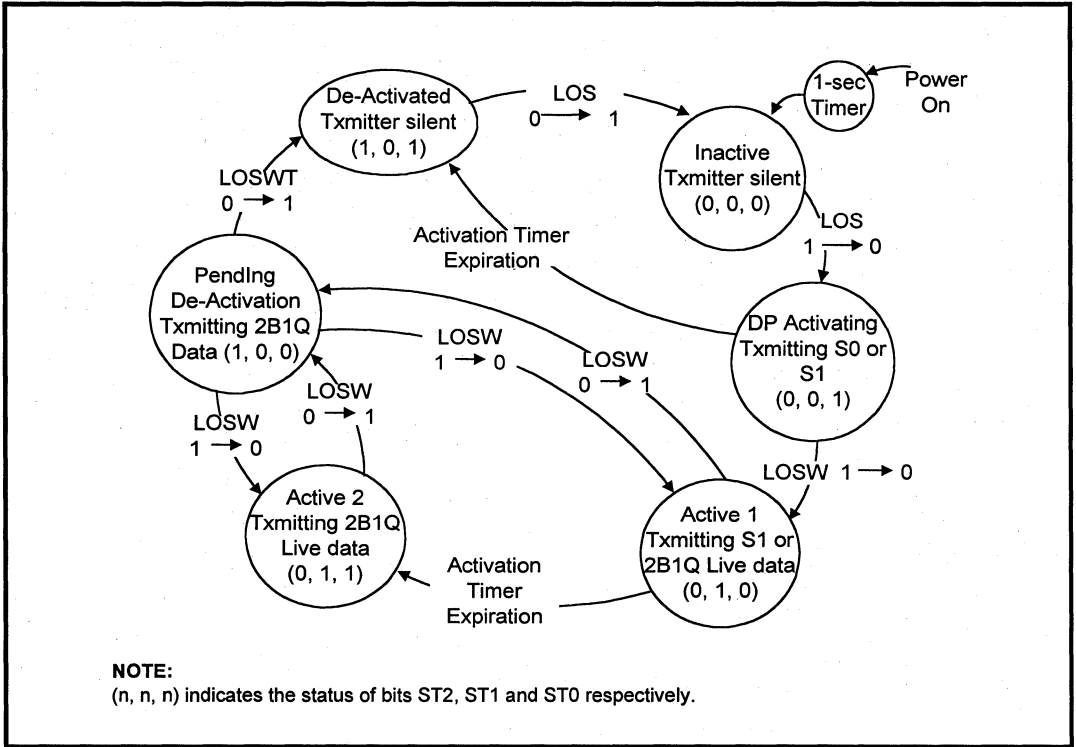 De-Activated
Txmitter silent
(1, 0, 1)
LOS
0 → 1
1-sec
Timer
Power
On
Inactive
Txmitter silent
(0, 0, 0)
LOS
1 → 0
LOSWT
0 → 1
Activation Timer
Expiration
PendIng
De-Activation
Txmitting 2B1Q
Data (1, 0, 0)
LOSW
1 → 0
LOSW
0 → 1
DP Activating
Txmitting S0 or
S1
(0, 0, 1)
LOSW
0 → 1
LOSW
1 → 0
LOSW 1 → 0
Active 2
Txmitting 2B1Q
Live data
(0, 1, 1)
Activation
Timer
Expiration
Active 1
Txmitting S1 or
2B1Q Live data
(0, 1, 0)
NOTE:
(n, n, n) indicates the status of bits ST2, ST1 and ST0 respectively.